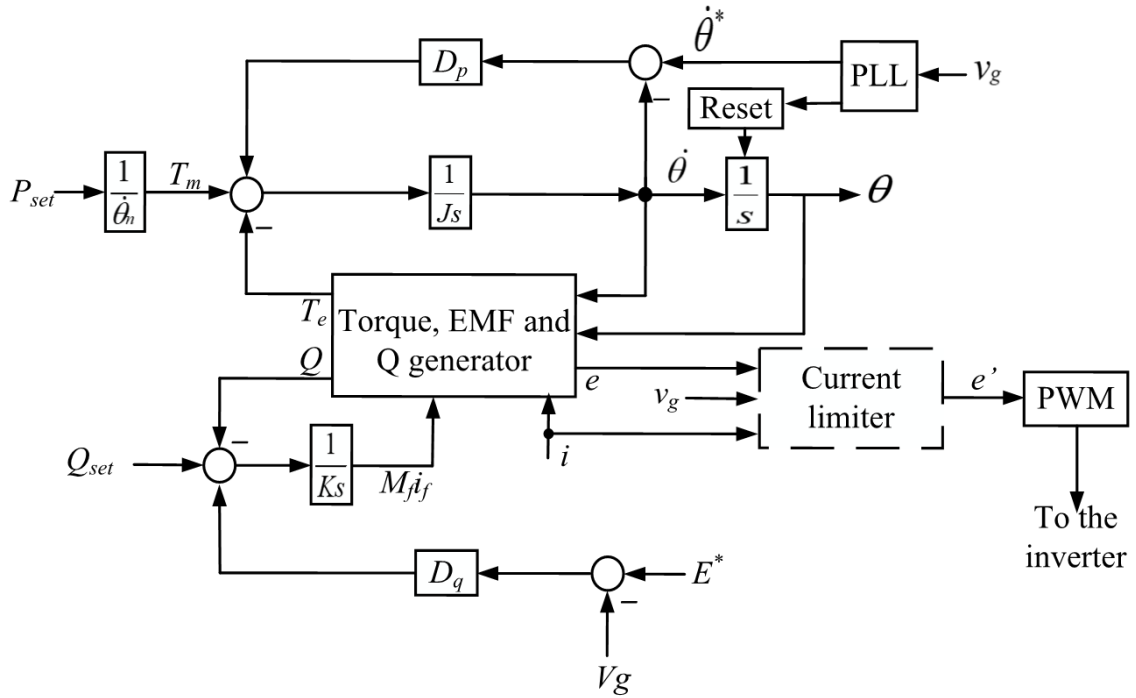 θ̇*
D_p
PLL
v_g
−
Reset
P_set
1/θ̇_n
T_m
1/Js
θ̇
1/s
θ
−
T_e
Torque, EMF and
Q generator
Q
e
v_g
Current
limiter
e’
PWM
i
−
Q_set
1/Ks
M_f i_f
To the
inverter
D_q
E*
−
Vg